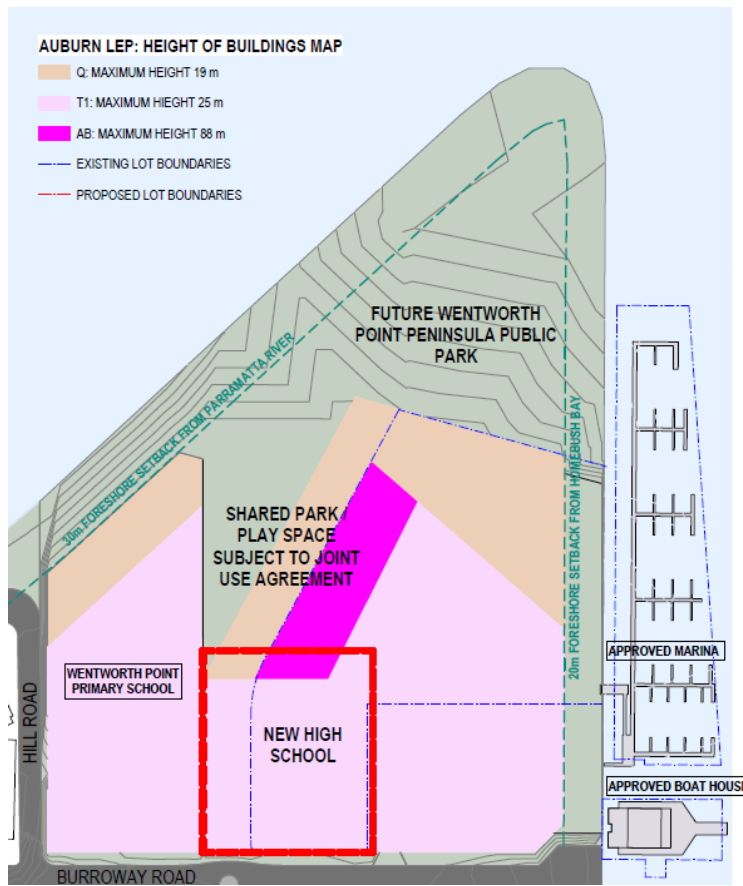 AUBURN LEP: HEIGHT OF BUILDINGS MAP
Q: MAXIMUM HEIGHT 19 m
T1: MAXIMUM HIEGHT 25 m
AB: MAXIMUM HEIGHT 88 m
EXISTING LOT BOUNDARIES
PROPOSED LOT BOUNDARIES
FUTURE WENTWORTH
POINT PENINSULA PUBLIC
PARK
30m FORESHORE SETBACK FROM PARRAMATTA RIVER
20m FORESHORE SETBACK FROM HOMEBUSH BAY
SHARED PARK /
PLAY SPACE
SUBJECT TO JOINT
USE AGREEMENT
APPROVED MARINA
WENTWORTH POINT
PRIMARY SCHOOL
NEW HIGH
SCHOOL
HILL ROAD
APPROVED BOAT HOUSE
BURROWAY ROAD